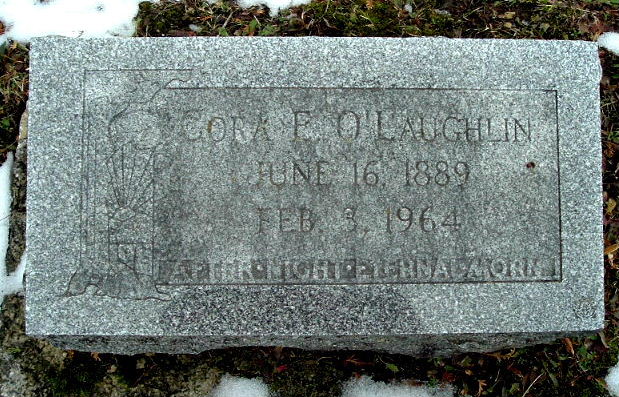 CORA E. O'LAUGHLIN
JUNE 16, 1889
FEB. 3, 1964
AFTER·NIGHT·ETERNAL·MORN